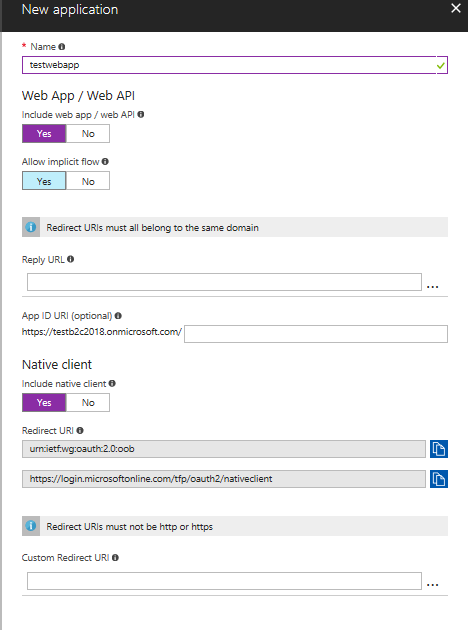 New application
* Name
testwebapp
Web App / Web API
Include web app / web API
Yes No
Allow implicit flow
Yes No
Redirect URIs must all belong to the same domain
Reply URL
...
App ID URI (optional)
https://testb2c2018.onmicrosoft.com/
Native client
Include native client
Yes No
Redirect URI
urn:ietf:wg:oauth:2.0:oob
https://login.microsoftonline.com/tfp/oauth2/nativeclient
Redirect URIs must not be http or https
Custom Redirect URI
...